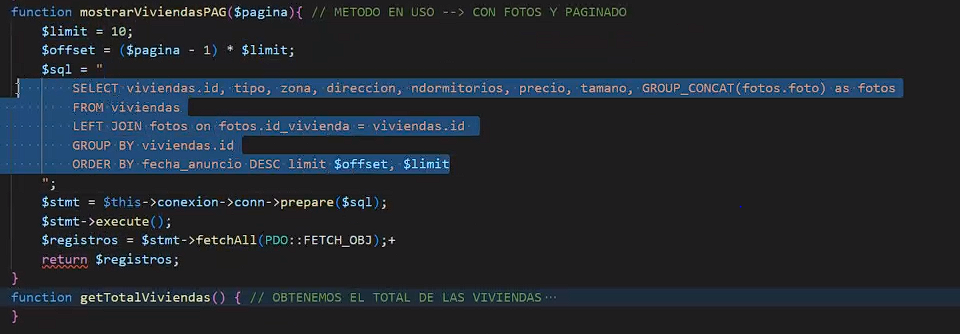 function mostrarViviendasPAG($pagina){ // METODO EN USO --> CON FOTOS Y PAGINADO
$limit = 10;
$offset = ($pagina - 1) * $limit;
$sql = "
SELECT viviendas.id, tipo, zona, direccion, ndormitorios, precio, tamano, GROUP_CONCAT(fotos.foto) as fotos
FROM viviendas
LEFT JOIN fotos on fotos.id_vivienda = viviendas.id
GROUP BY viviendas.id
ORDER BY fecha_anuncio DESC limit $offset, $limit
";
$stmt = $this->conexion->conn->prepare($sql);
$stmt->execute();
$registros = $stmt->fetchAll(PDO::FETCH_OBJ);+
return $registros;
}
function getTotalViviendas() { // OBTENEMOS EL TOTAL DE LAS VIVIENDAS···
}